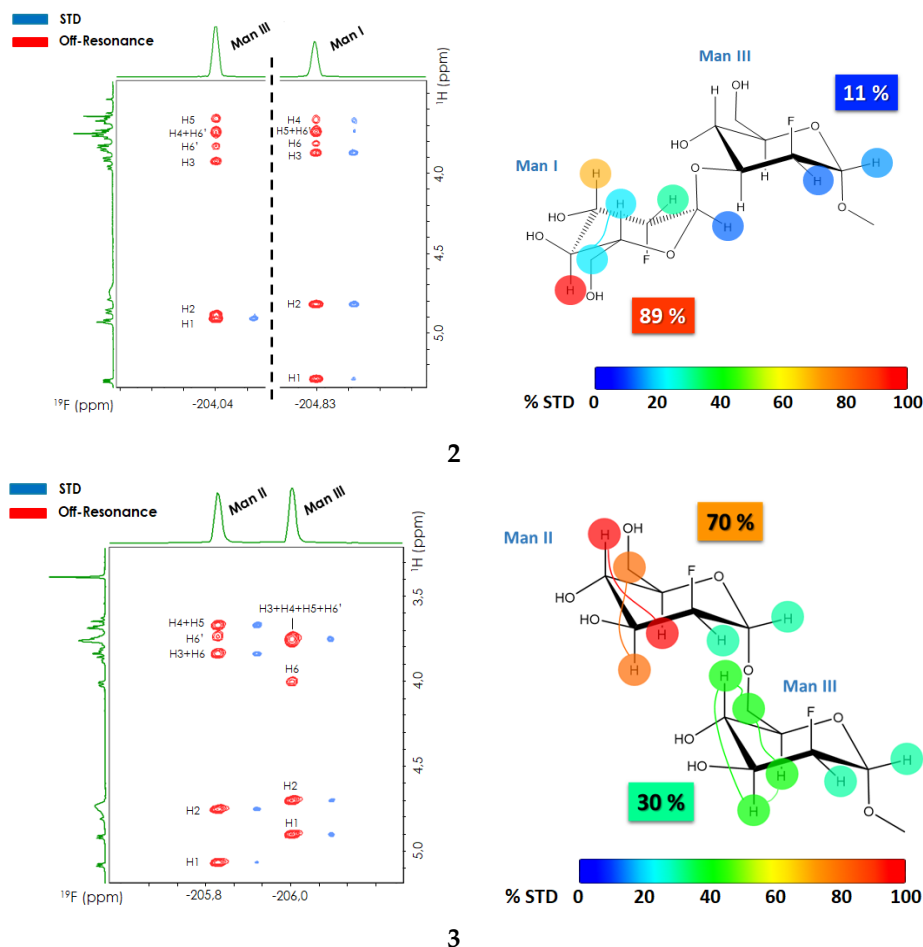 STD
Off-Resonance
Man III
Man I
H5
H4+H6'
H6'
H3
H2
H1
H4
H5+H6'
H6
H3
H2
H1
¹H (ppm)
4.0
4.5
5.0
¹⁹F (ppm)
-204.04
-204.83
Man III
11 %
OH
H
F
HO
H
H
H
O
O
Man I
H
H
H
HO
HO
H
H
F
O
H
OH
89 %
% STD
0
20
40
60
80
100
2
STD
Off-Resonance
Man II
Man III
¹H (ppm)
3.5
4.0
4.5
5.0
H4+H5
H6'
H3+H6
H2
H1
H3+H4+H5+H6'
H6
H2
H1
¹⁹F (ppm)
-205.8
-206.0
Man II
70 %
H
OH
F
O
HO
HO
H
H
H
H
O
Man III
H
F
O
HO
HO
H
H
H
H
O
30 %
% STD
0
20
40
60
80
100
3